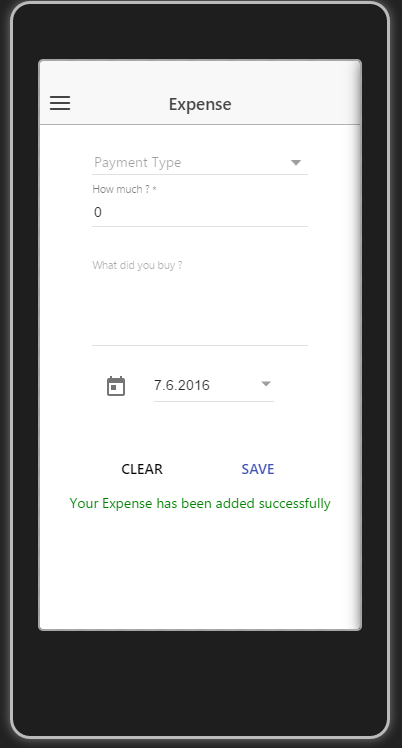 Expense
Payment Type
How much ? *
0
What did you buy ?
7.6.2016
CLEAR SAVE
Your Expense has been added successfully